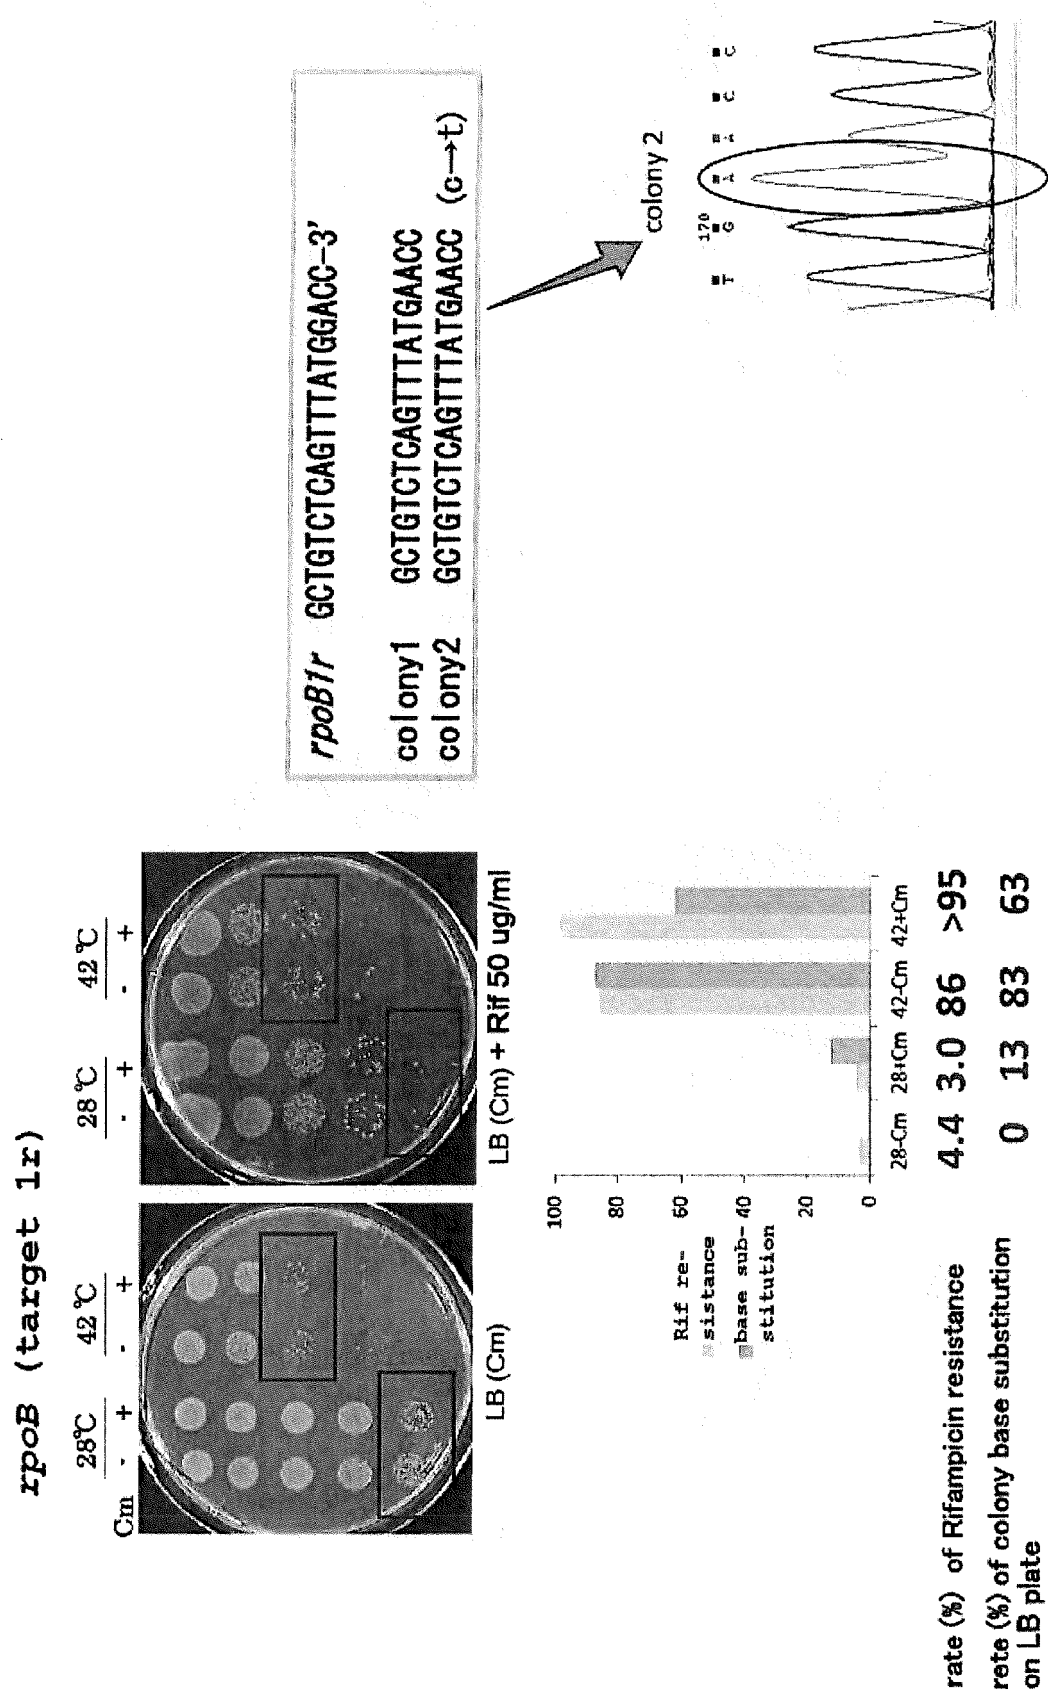 rpoB (target 1r)
28℃ 42℃
Cm - + - +
LB (Cm)
28℃ 42℃
- + - +
LB (Cm) + Rif 50 ug/ml
rpoB1r GCTGTCTCAGTTTATGGACC-3'
colony1 GCTGTCTCAGTTTATGAACC
colony2 GCTGTCTCAGTTTATGAACC (c→t)
colony 2
170
T G A A C C
Rif re-
sistance
base sub-
stitution
100
80
60
40
20
0
28-Cm 28+Cm 42-Cm 42+Cm
rate (%) of Rifampicin resistance 4.4 3.0 86 >95
rete (%) of colony base substitution 0 13 83 63
on LB plate